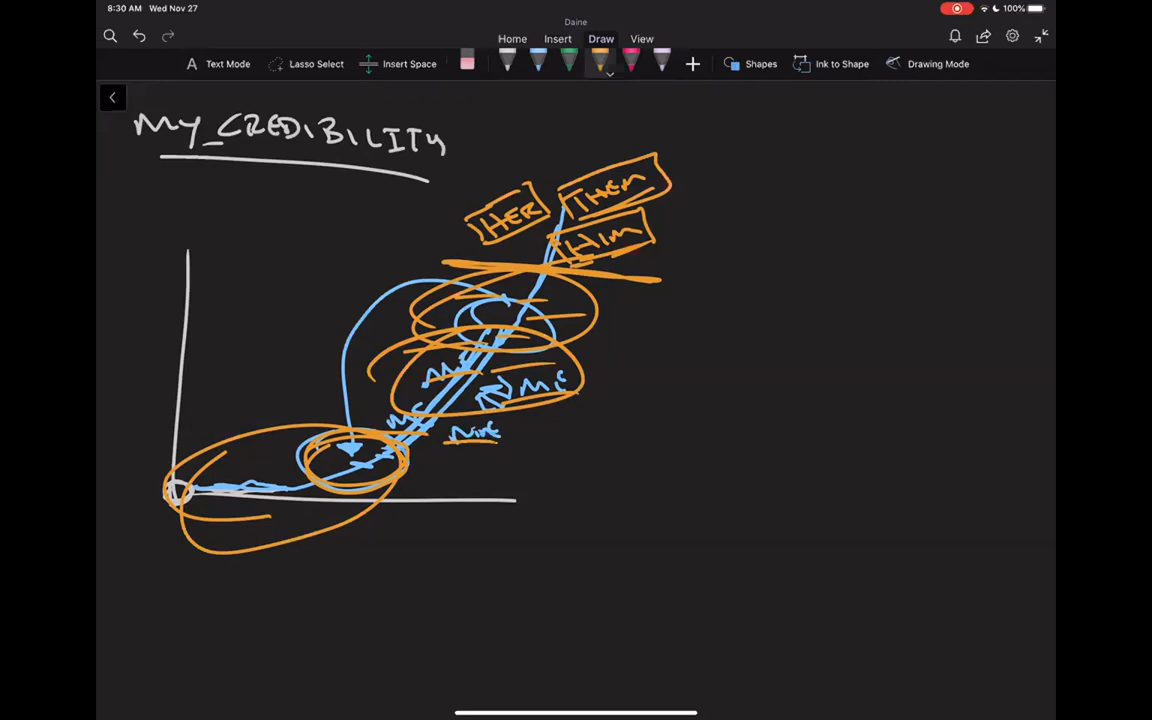 8:30 AM Wed Nov 27
100%
Daine
Home Insert Draw View
Text Mode Lasso Select Insert Space Shapes Ink to Shape Drawing Mode
MY CREDIBILITY
HER THEM
HIM
ME
ME